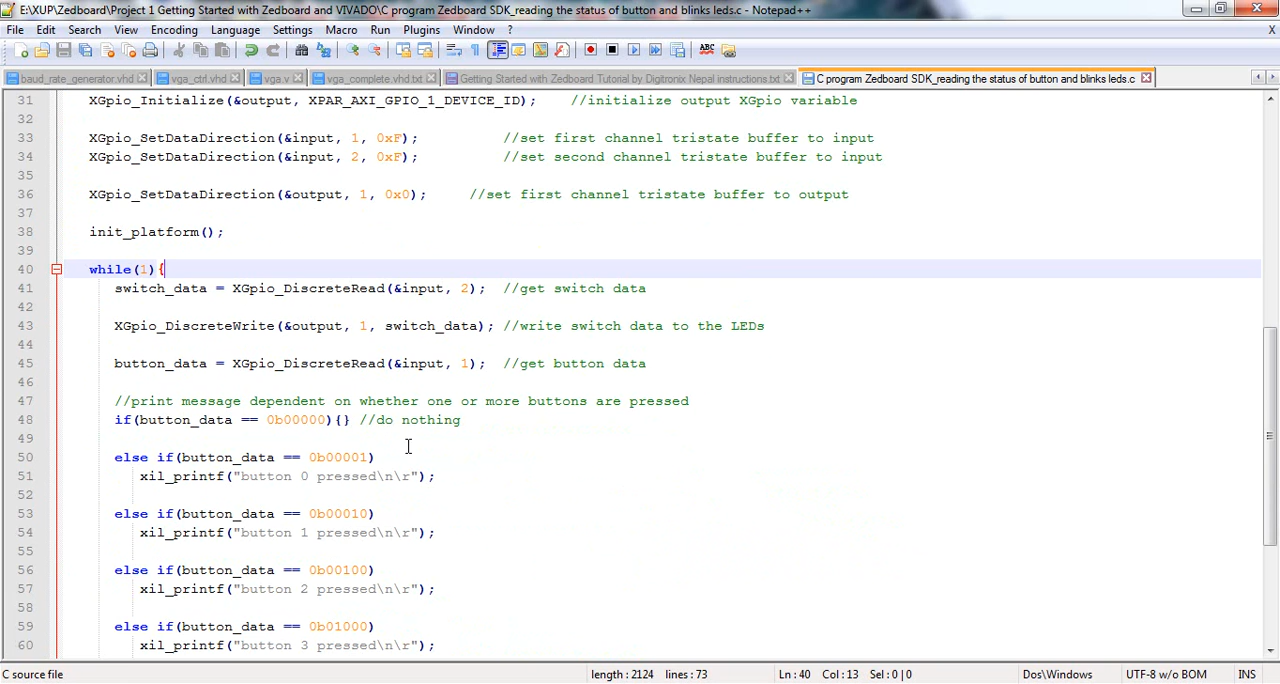 E:\XUP\Zedboard\Project 1 Getting Started with Zedboard and VIVADO\C program Zedboard SDK_reading the status of button and blinks leds.c - Notepad++
File Edit Search View Encoding Language Settings Macro Run Plugins Window ? X
baud_rate_generator.vhd vga_ctrl.vhd vga.v vga_complete.vhd.txt Getting Started with Zedboard Tutorial by Digitronix Nepal instructions.txt C program Zedboard SDK_reading the status of button and blinks leds.c
31 XGpio_Initialize(&output, XPAR_AXI_GPIO_1_DEVICE_ID); //initialize output XGpio variable
32
33 XGpio_SetDataDirection(&input, 1, 0xF); //set first channel tristate buffer to input
34 XGpio_SetDataDirection(&input, 2, 0xF); //set second channel tristate buffer to input
35
36 XGpio_SetDataDirection(&output, 1, 0x0); //set first channel tristate buffer to output
37
38 init_platform();
39
40 while(1){
41 switch_data = XGpio_DiscreteRead(&input, 2); //get switch data
42
43 XGpio_DiscreteWrite(&output, 1, switch_data); //write switch data to the LEDs
44
45 button_data = XGpio_DiscreteRead(&input, 1); //get button data
46
47 //print message dependent on whether one or more buttons are pressed
48 if(button_data == 0b00000){} //do nothing
49
50 else if(button_data == 0b00001)
51 xil_printf("button 0 pressed\n\r");
52
53 else if(button_data == 0b00010)
54 xil_printf("button 1 pressed\n\r");
55
56 else if(button_data == 0b00100)
57 xil_printf("button 2 pressed\n\r");
58
59 else if(button_data == 0b01000)
60 xil_printf("button 3 pressed\n\r");
C source file length : 2124 lines : 73 Ln : 40 Col : 13 Sel : 0 | 0 Dos\Windows UTF-8 w/o BOM INS